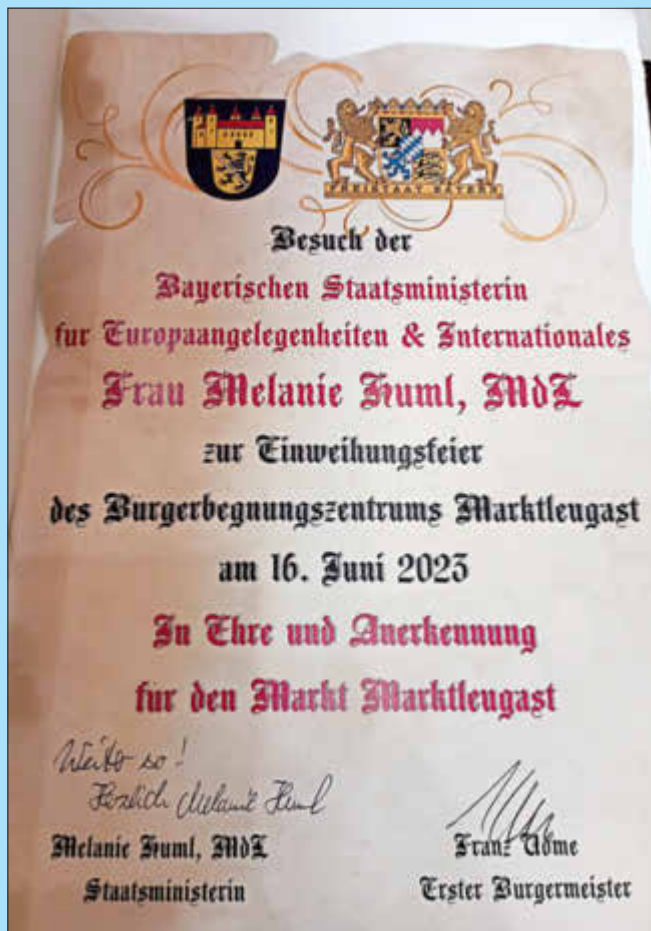 FREISTAAT BAYERN
Besuch der
Bayerischen Staatsministerin
fur Europaangelegenheiten & Internationales
Frau Melanie Huml, MdL
zur Einweihungsfeier
des Burgerbegnungszentrums Marktleugast
am 16. Juni 2023
In Ehre und Anerkennung
fur den Markt Marktleugast
Weiter so!
Herzlich Melanie Huml
Melanie Huml, MdL
Staatsministerin
Franz Uome
Erster Burgermeister